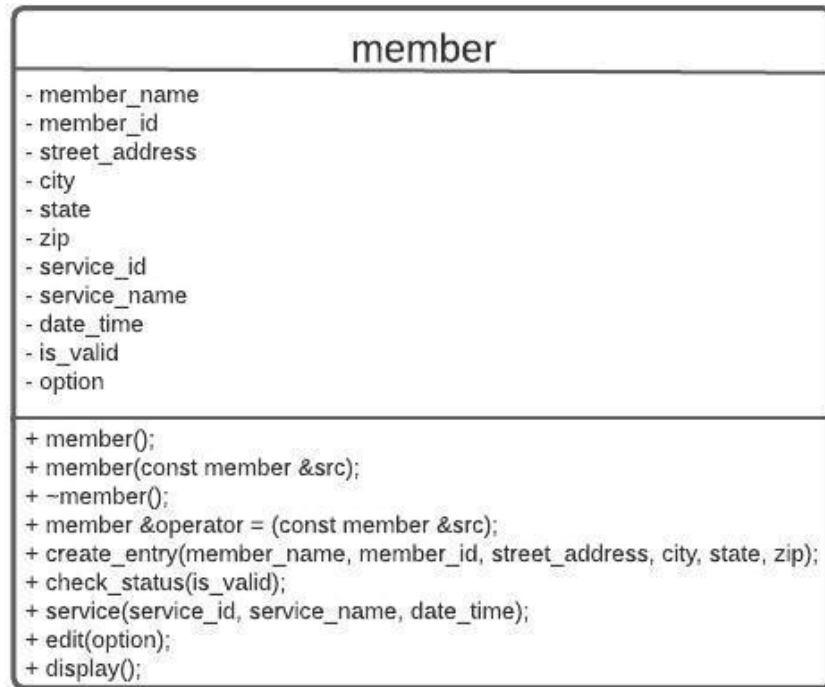 member
- member_name
- member_id
- street_address
- city
- state
- zip
- service_id
- service_name
- date_time
- is_valid
- option
+ member();
+ member(const member &src);
+ ~member();
+ member &operator = (const member &src);
+ create_entry(member_name, member_id, street_address, city, state, zip);
+ check_status(is_valid);
+ service(service_id, service_name, date_time);
+ edit(option);
+ display();